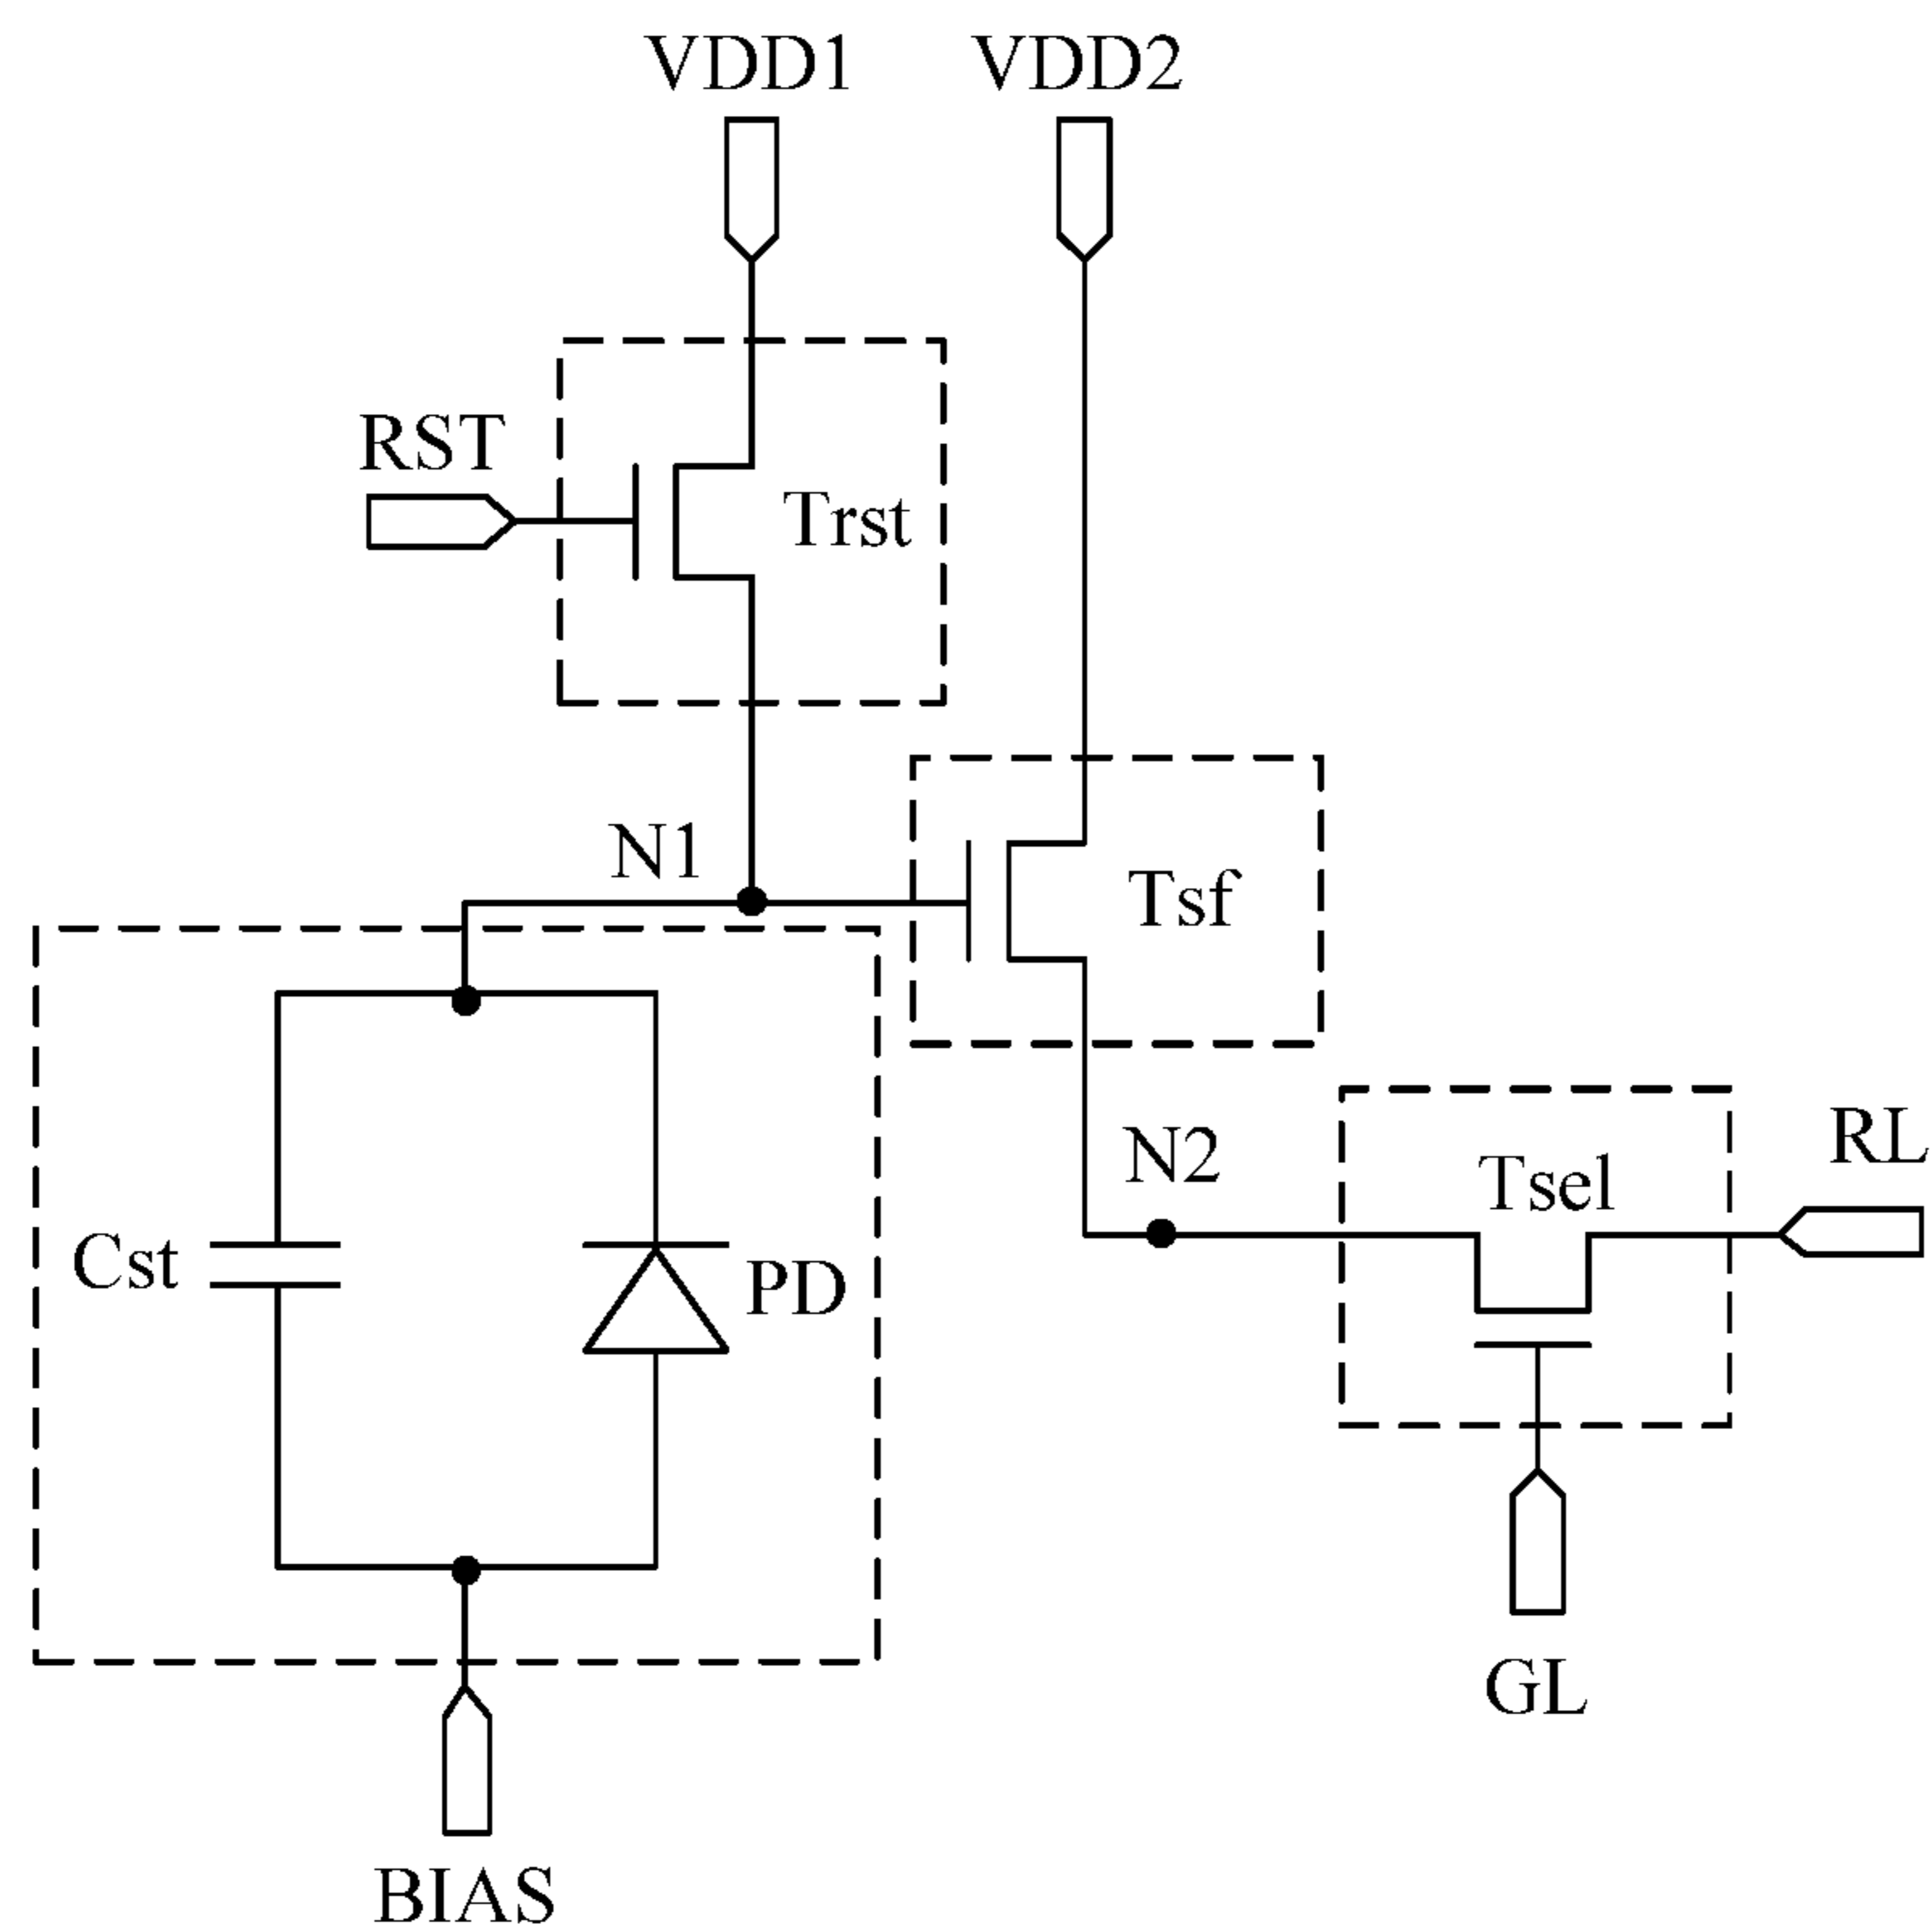 VDD1 VDD2
RST
Trst
N1
Tsf
N2
RL
Tsel
Cst
PD
GL
BIAS